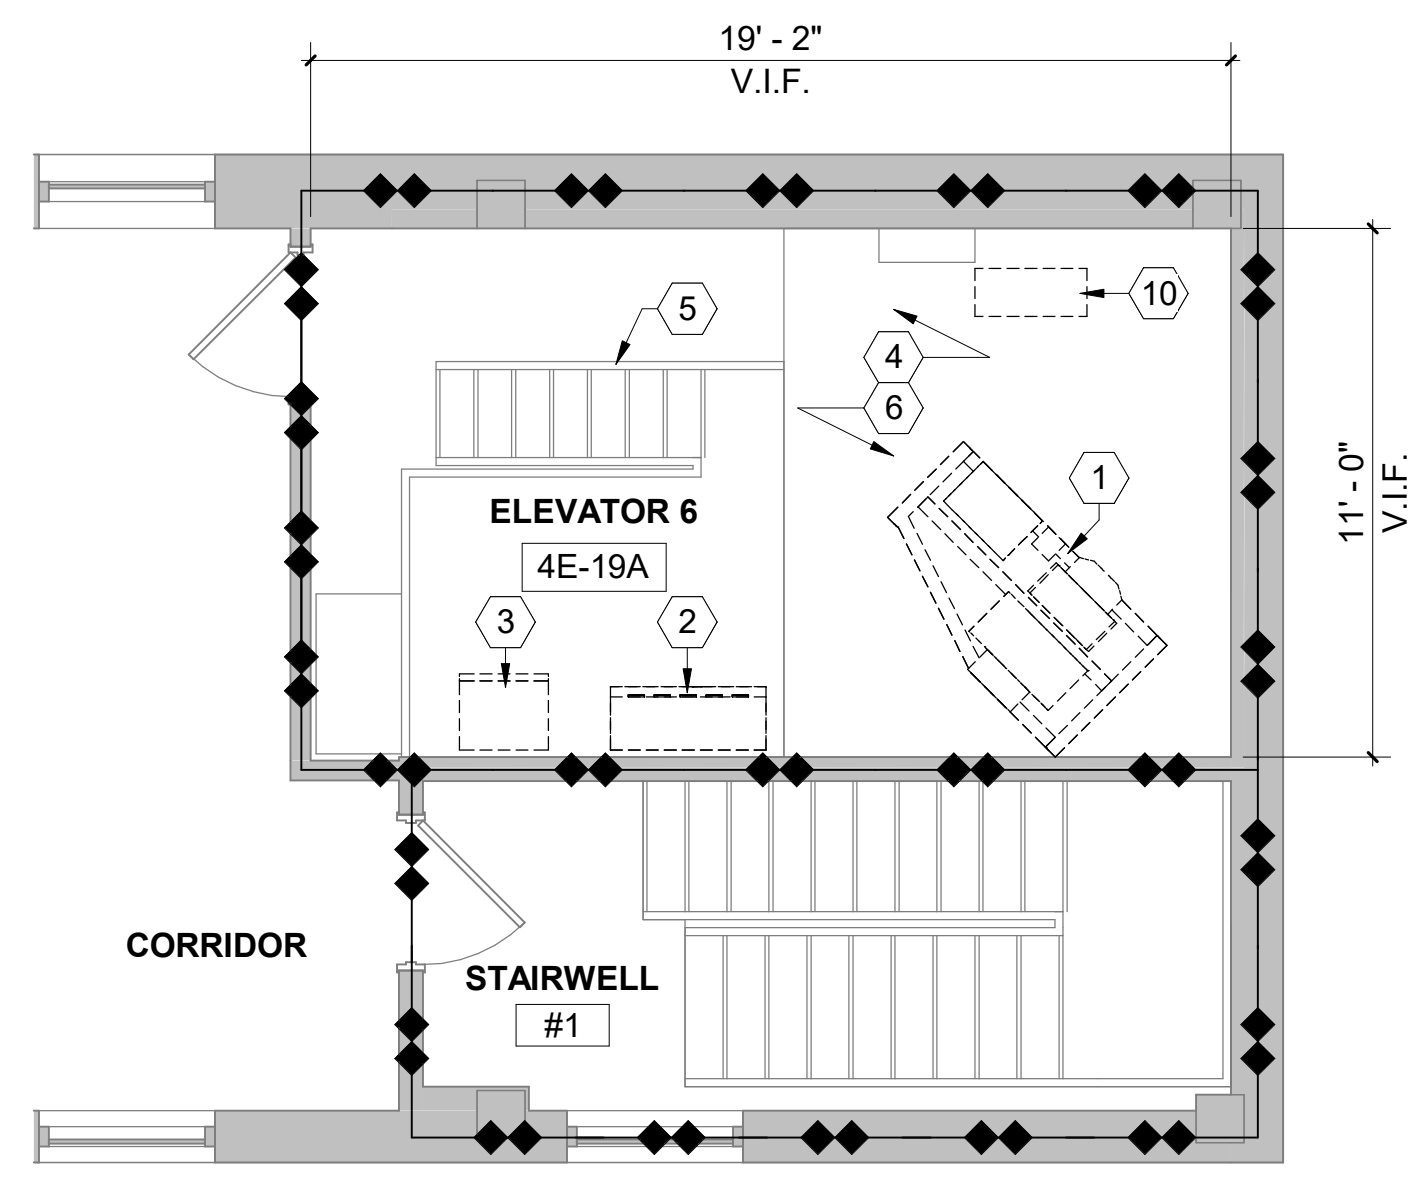 19' - 2"
V.I.F.
5
10
4
6
11' - 0"
V.I.F.
1
ELEVATOR 6
4E-19A
3
2
CORRIDOR
STAIRWELL
#1